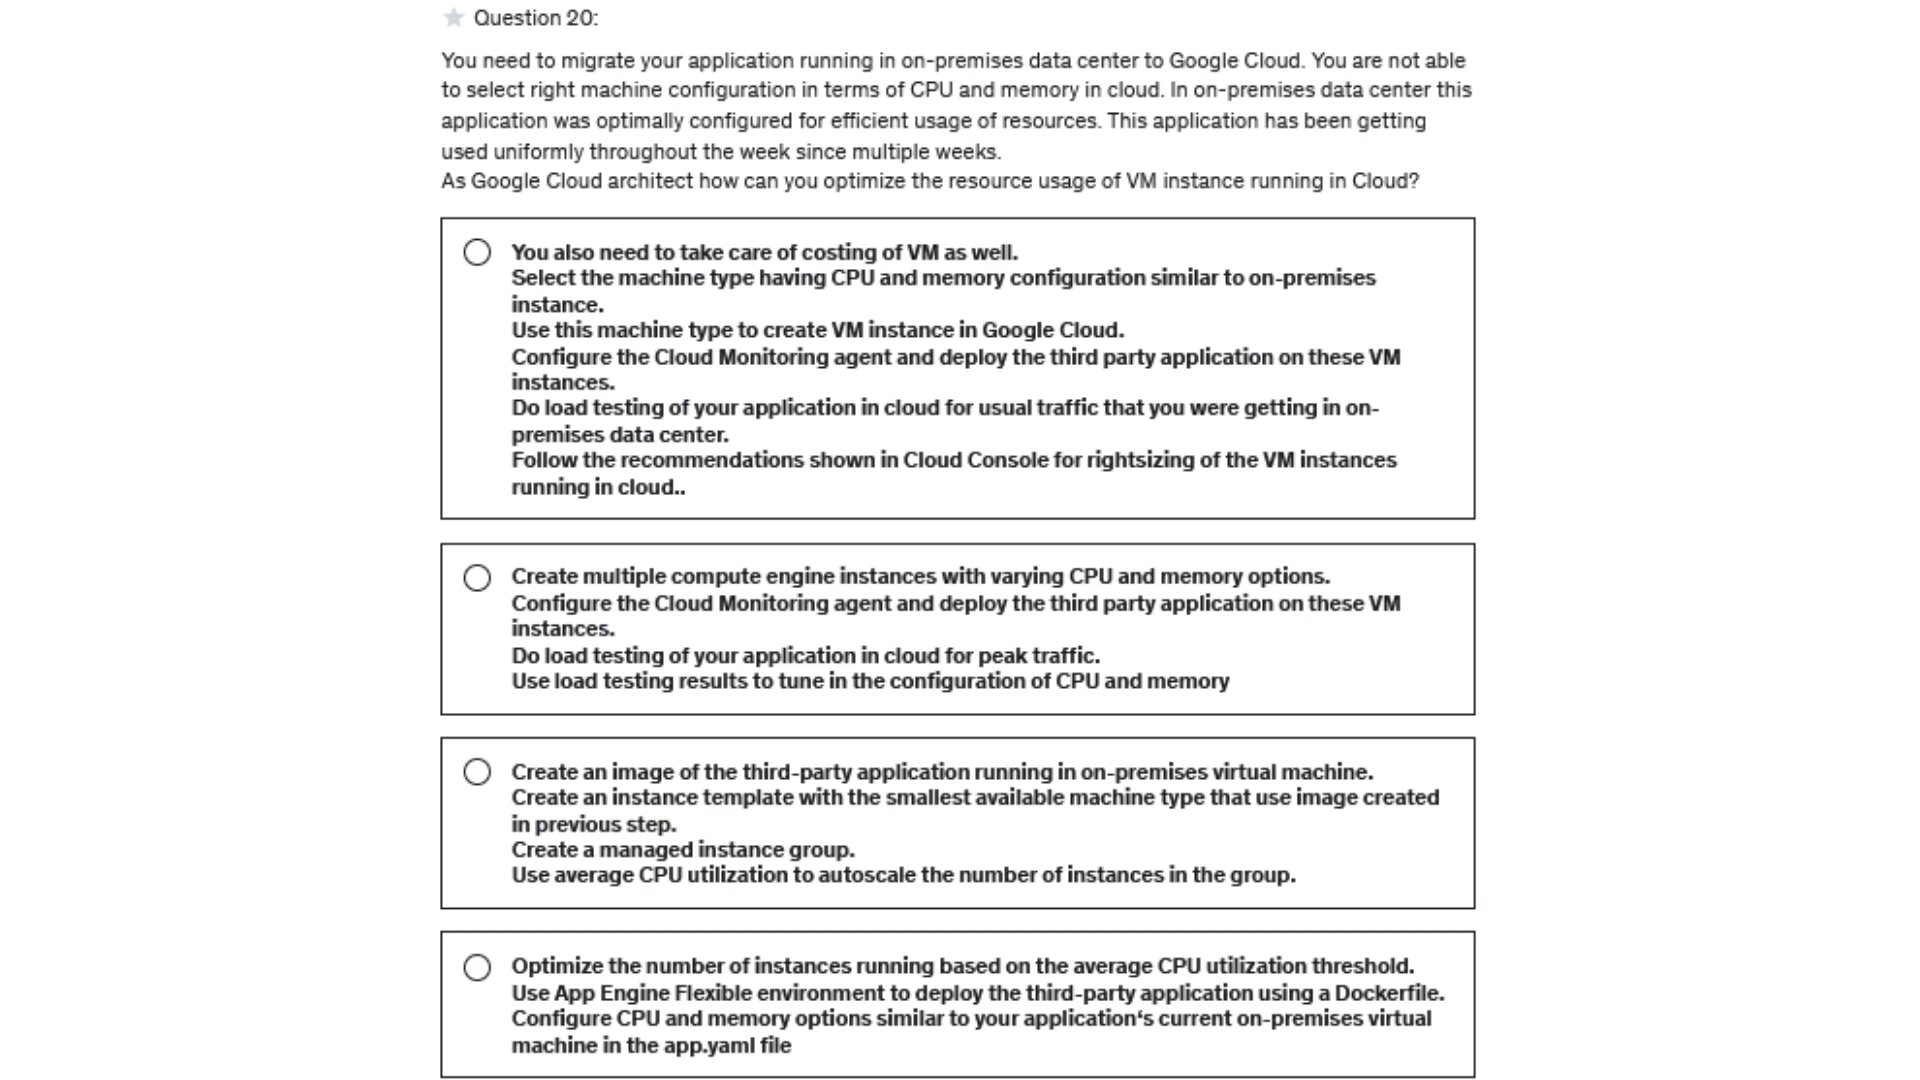 Question 20:
You need to migrate your application running in on-premises data center to Google Cloud. You are not able
to select right machine configuration in terms of CPU and memory in cloud. In on-premises data center this
application was optimally configured for efficient usage of resources. This application has been getting
used uniformly throughout the week since multiple weeks.
As Google Cloud architect how can you optimize the resource usage of VM instance running in Cloud?
You also need to take care of costing of VM as well.
Select the machine type having CPU and memory configuration similar to on-premises
instance.
Use this machine type to create VM instance in Google Cloud.
Configure the Cloud Monitoring agent and deploy the third party application on these VM
instances.
Do load testing of your application in cloud for usual traffic that you were getting in on-
premises data center.
Follow the recommendations shown in Cloud Console for rightsizing of the VM instances
running in cloud..
Create multiple compute engine instances with varying CPU and memory options.
Configure the Cloud Monitoring agent and deploy the third party application on these VM
instances.
Do load testing of your application in cloud for peak traffic.
Use load testing results to tune in the configuration of CPU and memory
Create an image of the third-party application running in on-premises virtual machine.
Create an instance template with the smallest available machine type that use image created
in previous step.
Create a managed instance group.
Use average CPU utilization to autoscale the number of instances in the group.
Optimize the number of instances running based on the average CPU utilization threshold.
Use App Engine Flexible environment to deploy the third-party application using a Dockerfile.
Configure CPU and memory options similar to your application‘s current on-premises virtual
machine in the app.yaml file